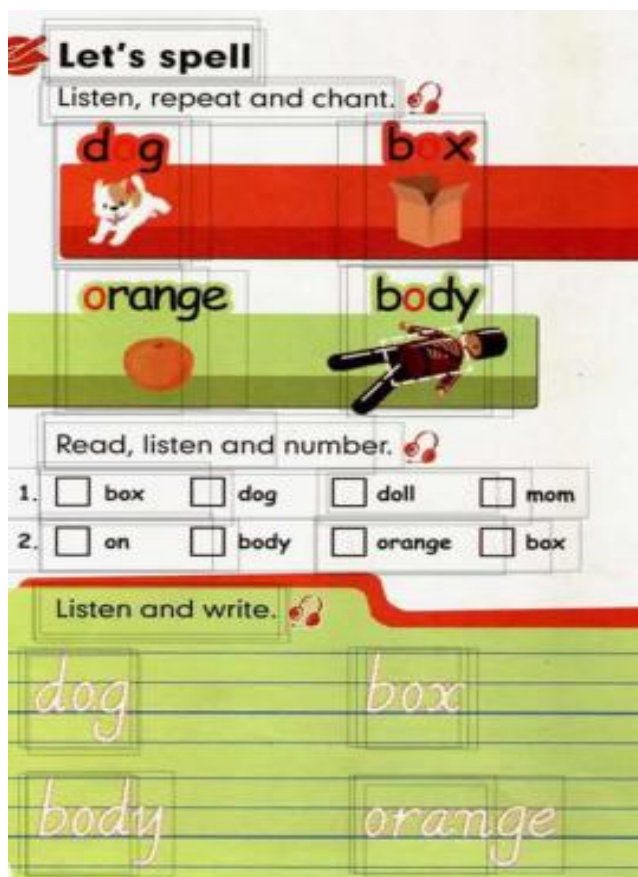 Let's spell
Listen, repeat and chant.
dog box
orange body
Read, listen and number.
1. box dog doll mom
2. on body orange box
Listen and write.
dog box
body orange